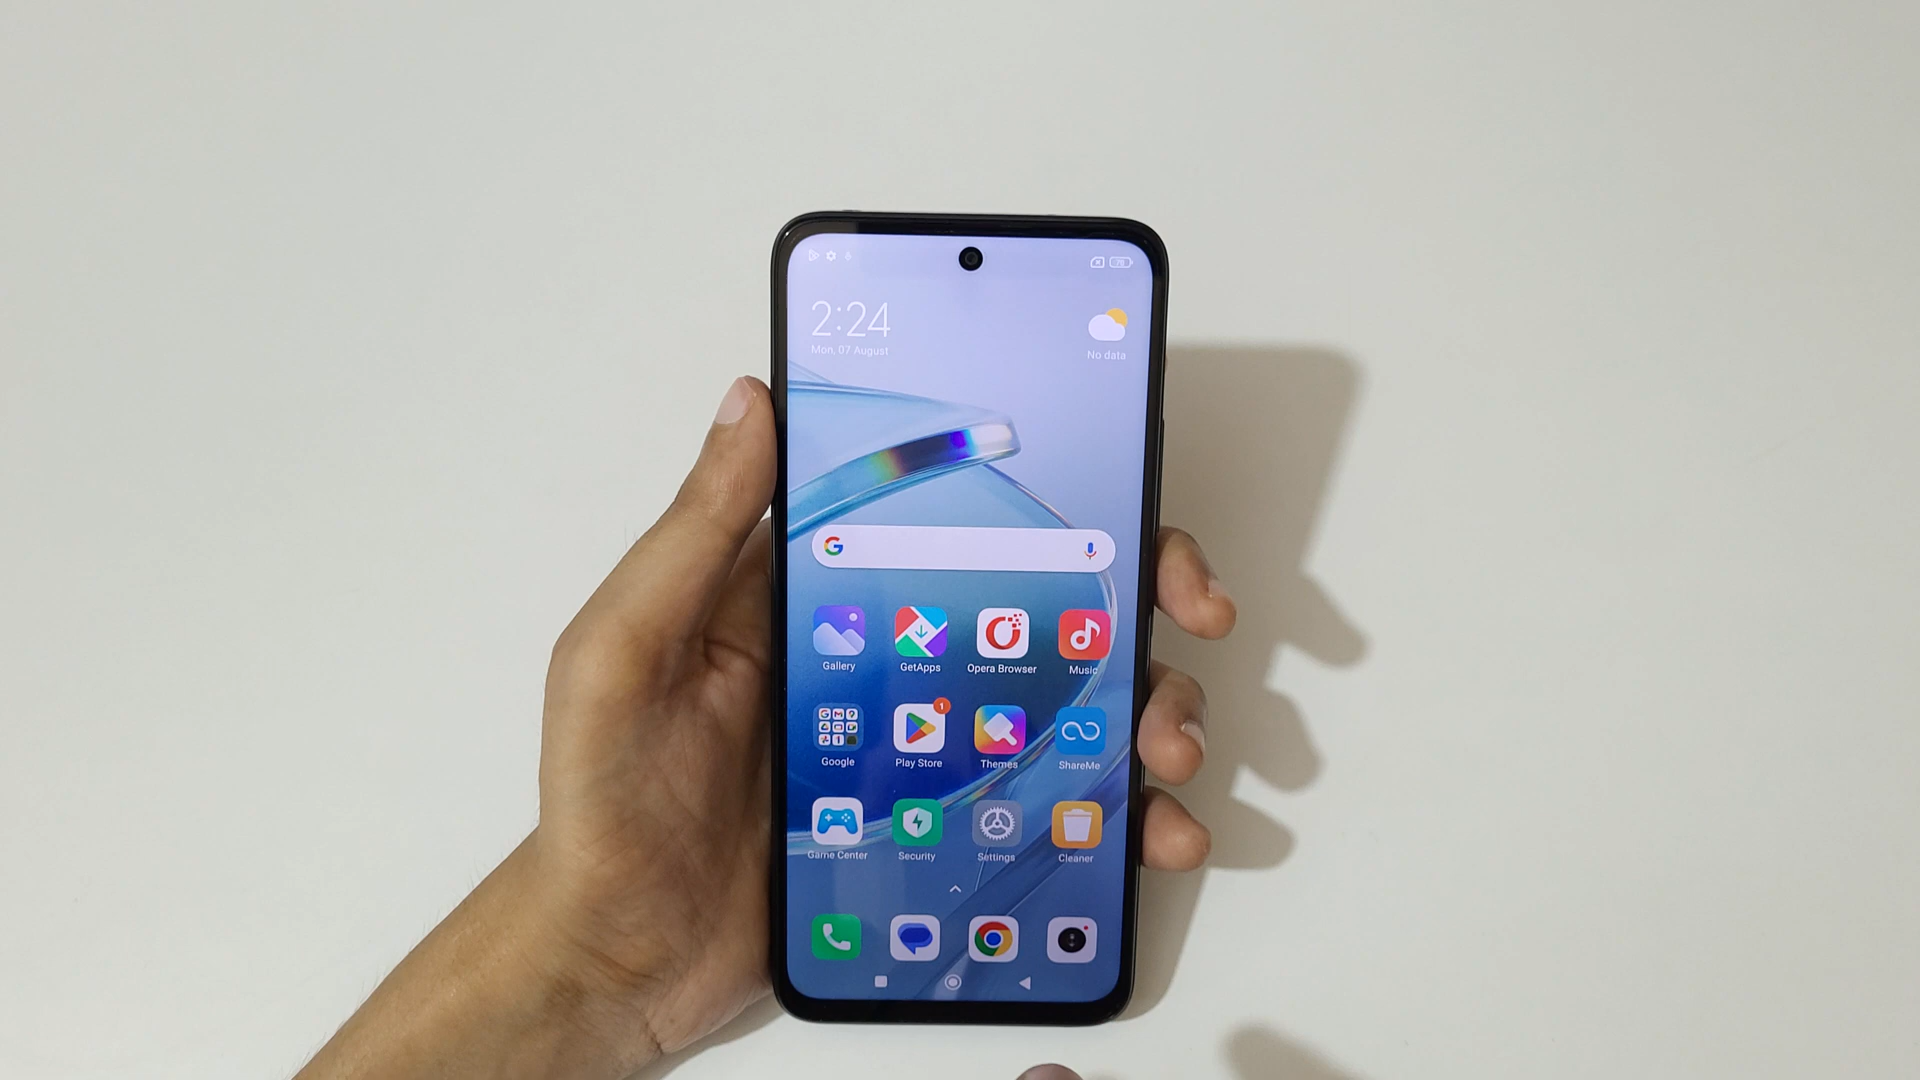 2:24
Mon, 07 August
No data
Gallery
GetApps
Opera Browser
Music
Google
Play Store
1
Themes
ShareMe
Game Center
Security
Settings
Cleaner